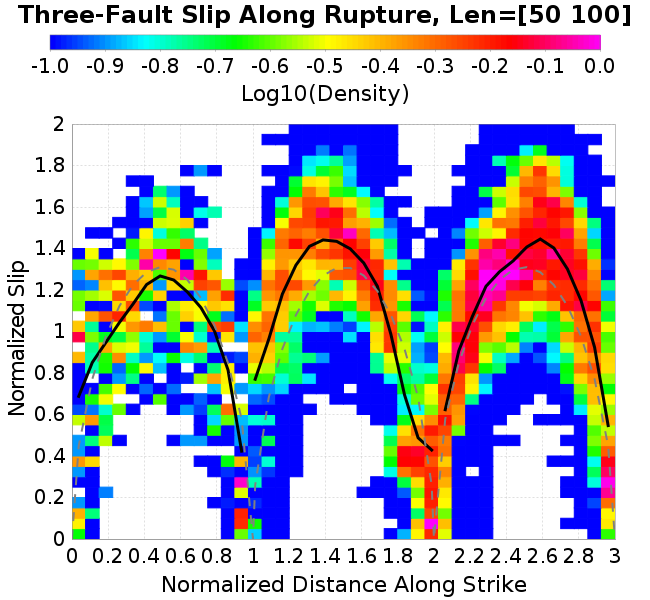 Three-Fault Slip Along Rupture, Len=[50 100]
-1.0 -0.9 -0.8 -0.7 -0.6 -0.5 -0.4 -0.3 -0.2 -0.1 0.0
Log10(Density)
2
1.8
1.6
1.4
1.2
1
0.8
0.6
0.4
0.2
0
Normalized Slip
0 0.2 0.4 0.6 0.8 1 1.2 1.4 1.6 1.8 2 2.2 2.4 2.6 2.8 3
Normalized Distance Along Strike